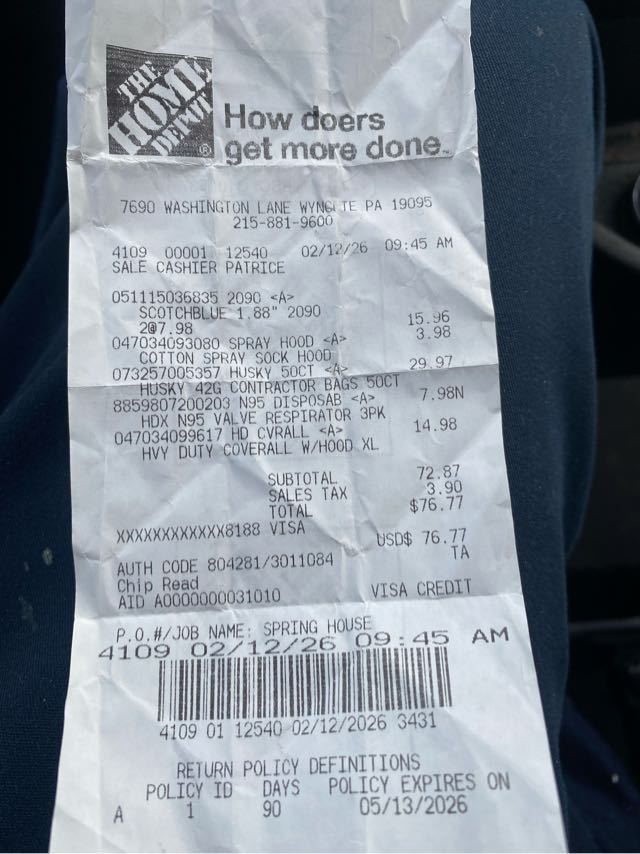 THE
HOME
DEPOT®
How doers
get more done™
7690 WASHINGTON LANE WYNCOTE PA 19095
215-881-9600
4109 00001 12540 02/12/26 09:45 AM
SALE CASHIER PATRICE
051115036835 2090 <A>
SCOTCHBLUE 1.88" 2090
2@7.98 15.96
047034093080 SPRAY HOOD <A> 3.98
COTTON SPRAY SOCK HOOD
073257005357 HUSKY 50CT <A> 29.97
HUSKY 42G CONTRACTOR BAGS 50CT
8859807200203 N95 DISPOSAB <A> 7.98N
HDX N95 VALVE RESPIRATOR 3PK
047034099617 HD CVRALL <A> 14.98
HVY DUTY COVERALL W/HOOD XL
SUBTOTAL 72.87
SALES TAX 3.90
TOTAL $76.77
XXXXXXXXXXXX8188 VISA
USD$ 76.77
AUTH CODE 804281/3011084 TA
Chip Read
AID A0000000031010 VISA CREDIT
P.O.#/JOB NAME: SPRING HOUSE
4109 02/12/26 09:45 AM
4109 01 12540 02/12/2026 3431
RETURN POLICY DEFINITIONS
POLICY ID DAYS POLICY EXPIRES ON
A 1 90 05/13/2026